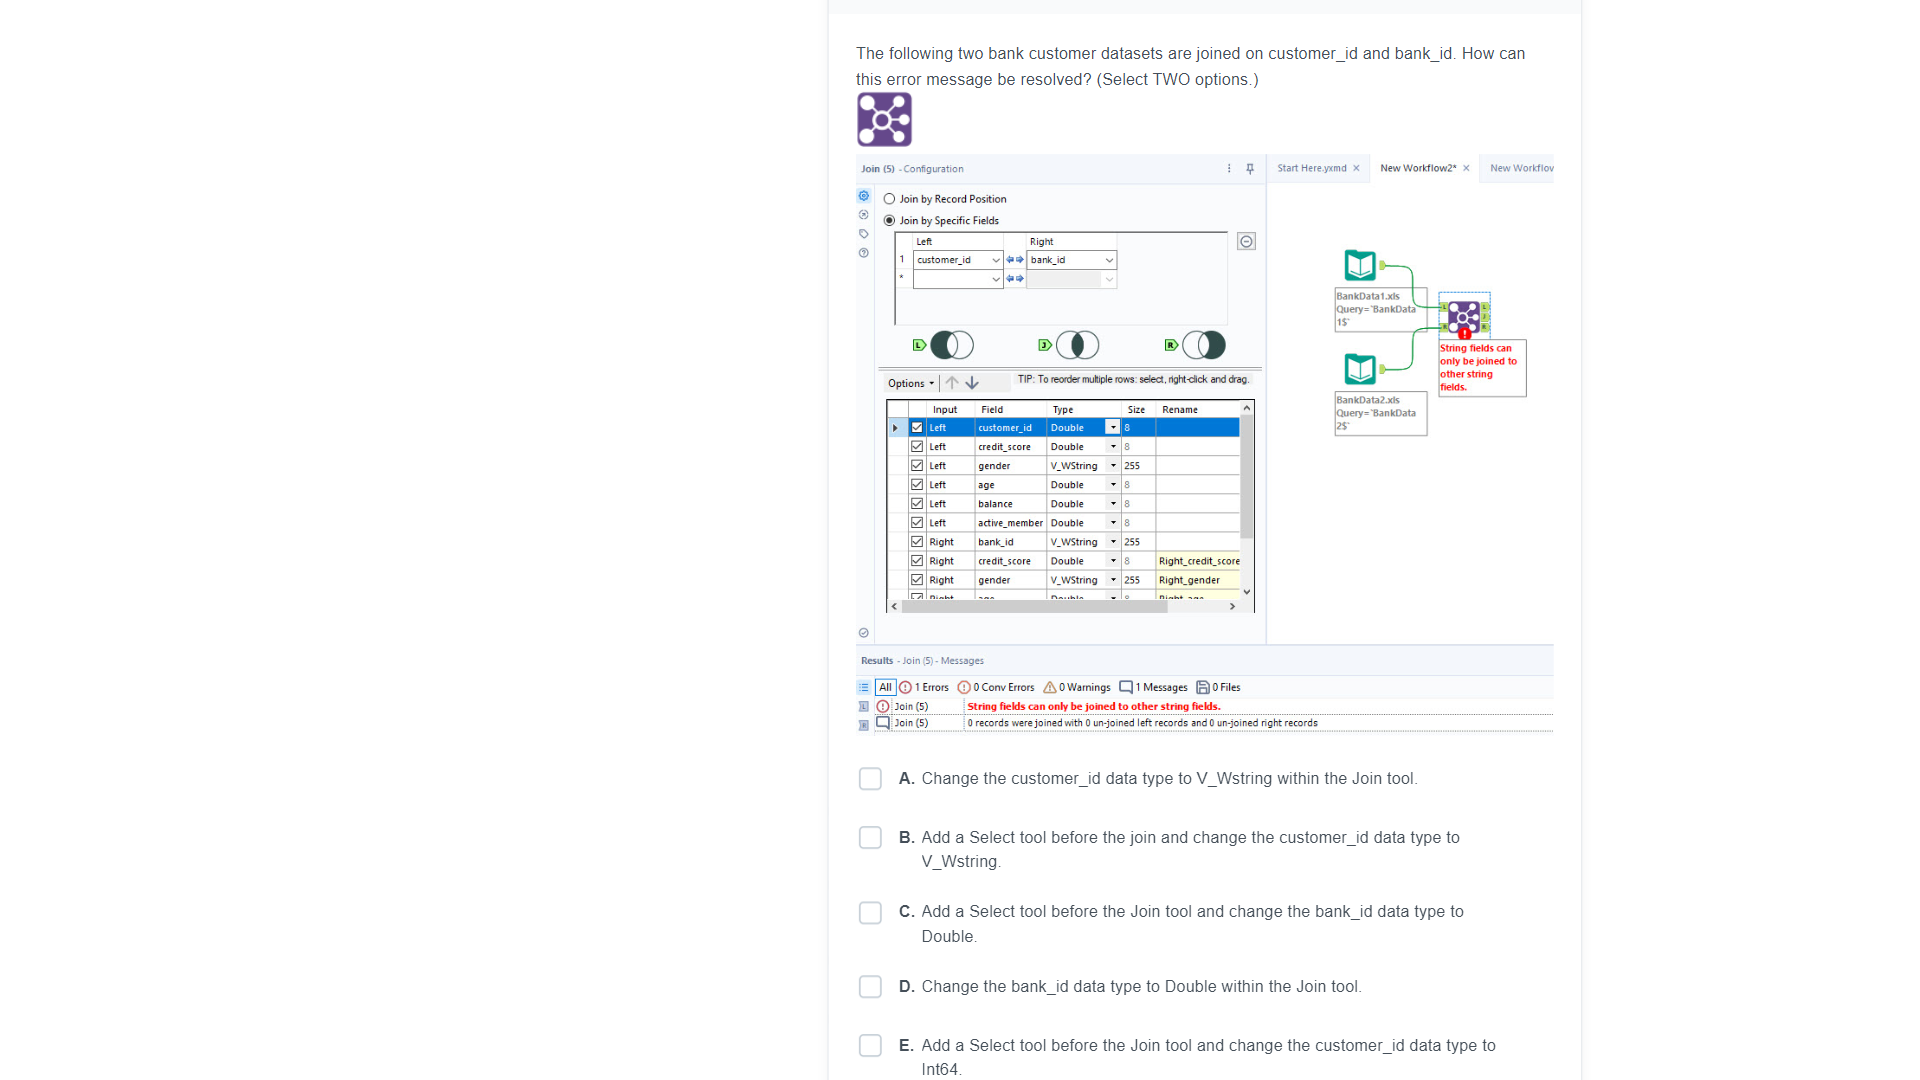 The following two bank customer datasets are joined on customer_id and bank_id. How can
this error message be resolved? (Select TWO options.)
Join (5) - Configuration
Start Here.yxmd ×
New Workflow2* ×
New Workflov
Join by Record Position
Join by Specific Fields
Left Right
1 customer_id bank_id
*
L J R
Options
TIP: To reorder multiple rows: select, right-click and drag.
Input Field Type Size Rename
Left customer_id Double 8
Left credit_score Double 8
Left gender V_WString 255
Left age Double 8
Left balance Double 8
Left active_member Double 8
Right bank_id V_WString 255
Right credit_score Double 8 Right_credit_score
Right gender V_WString 255 Right_gender
Right age Double 8 Right_age
BankData1.xls
Query=`BankData
1$`
L L
J
R R
String fields can
only be joined to
other string
fields.
BankData2.xls
Query=`BankData
2$`
Results - Join (5) - Messages
All 1 Errors 0 Conv Errors 0 Warnings 1 Messages 0 Files
L Join (5) String fields can only be joined to other string fields.
R Join (5) 0 records were joined with 0 un-joined left records and 0 un-joined right records
A. Change the customer_id data type to V_Wstring within the Join tool.
B. Add a Select tool before the join and change the customer_id data type to
V_Wstring.
C. Add a Select tool before the Join tool and change the bank_id data type to
Double.
D. Change the bank_id data type to Double within the Join tool.
E. Add a Select tool before the Join tool and change the customer_id data type to
Int64.